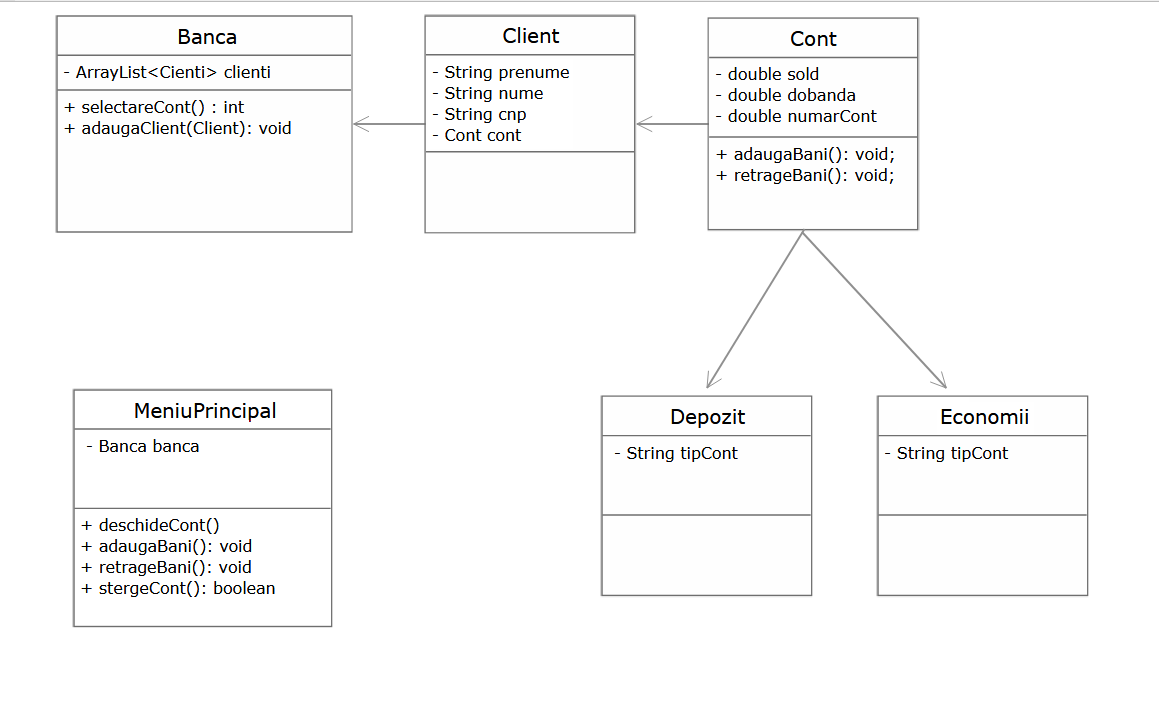 Banca
- ArrayList<Cienti> clienti
+ selectareCont() : int
+ adaugaClient(Client): void
Client
- String prenume
- String nume
- String cnp
- Cont cont
Cont
- double sold
- double dobanda
- double numarCont
+ adaugaBani(): void;
+ retrageBani(): void;
MeniuPrincipal
- Banca banca
+ deschideCont()
+ adaugaBani(): void
+ retrageBani(): void
+ stergeCont(): boolean
Depozit
- String tipCont
Economii
- String tipCont